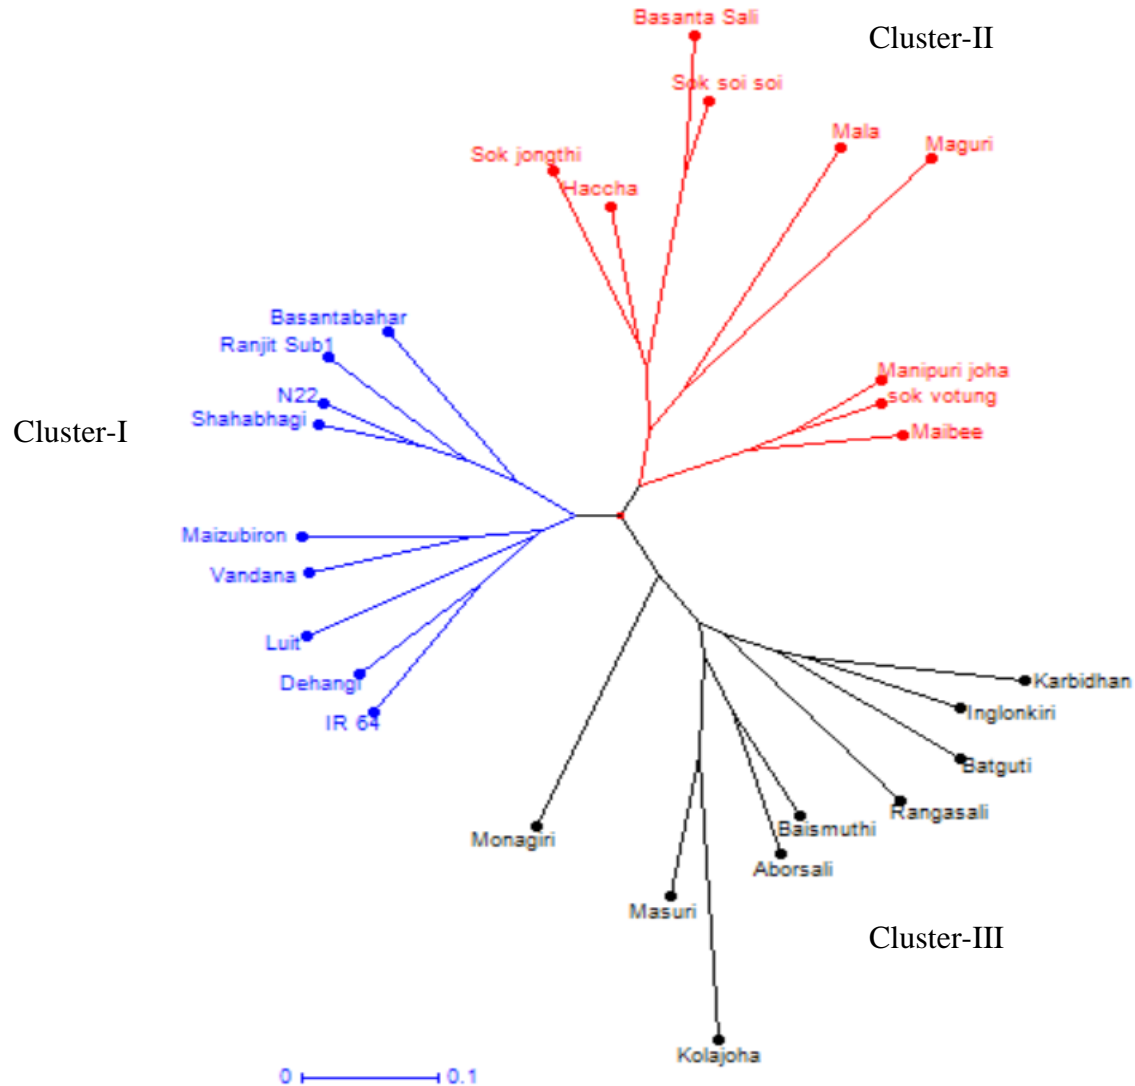 Basanta Sali
Cluster-II
Sok soi soi
Mala
Maguri
Sok jongthi
Haccha
Basantabahar
Ranjit Sub1
N22
Shahabhagi
Cluster-I
Manipuri joha
sok votung
Maibee
Maizubiron
Vandana
Luit
Dehangi
IR 64
Karbidhan
Inglonkiri
Batguti
Rangasali
Baismuthi
Aborsali
Monagiri
Masuri
Cluster-III
Kolajoha
0 0.1